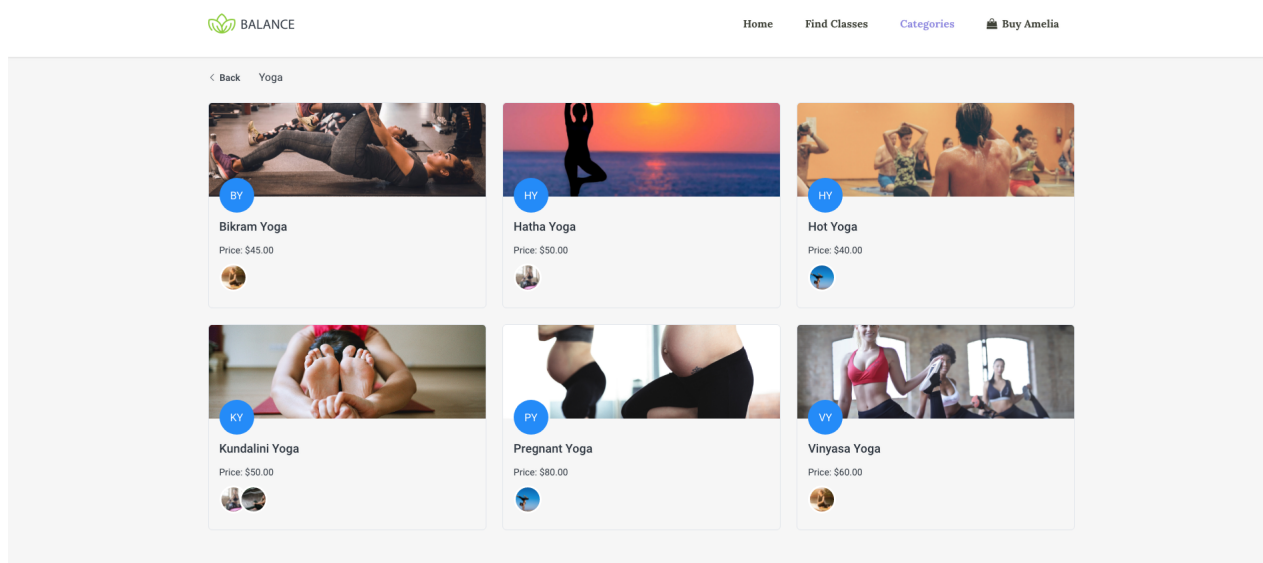 BALANCE
Home Find Classes Categories Buy Amelia
Back Yoga
BY
Bikram Yoga
Price: $45.00
HY
Hatha Yoga
Price: $50.00
HY
Hot Yoga
Price: $40.00
KY
Kundalini Yoga
Price: $50.00
PY
Pregnant Yoga
Price: $80.00
VY
Vinyasa Yoga
Price: $60.00